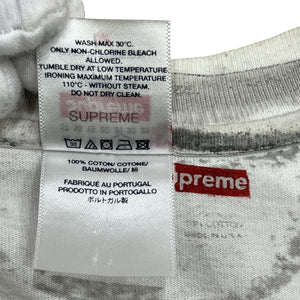 WASH-MAX 30°C.
ONLY NON-CHLORINE BLEACH
ALLOWED.
TUMBLE DRY AT LOW TEMPERATURE
IRONING MAXIMUM TEMPERATURE
110°C - WITHOUT STEAM.
DO NOT DRY CLEAN.
SUPREME
100% COTTON/COTONE/
BAUMWOLLE/ 綿
FABRIQUÉ AU PORTUGAL
PRODOTTO IN PORTOGALLO
ポルトガル製
preme